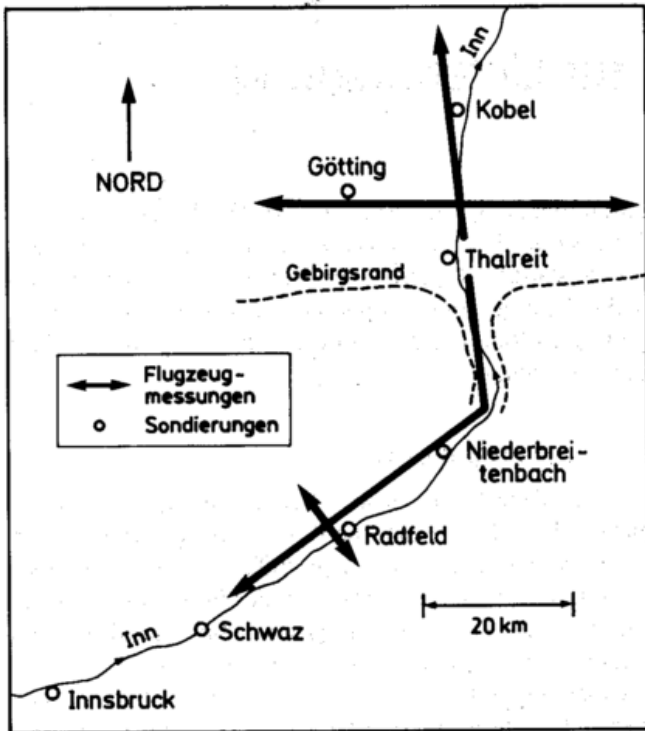 Inn
Kobel
NORD
Götting
Thalreit
Gebirgsrand
Flugzeug-
messungen
Sondierungen
Niederbrei-
tenbach
Radfeld
20 km
Inn
Schwaz
Innsbruck